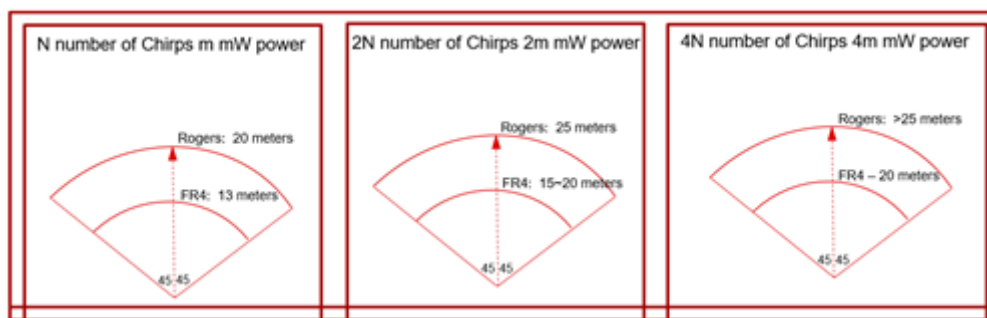 N number of Chirps m mW power
Rogers: 20 meters
FR4: 13 meters
45 45
2N number of Chirps 2m mW power
Rogers: 25 meters
FR4: 15~20 meters
45 45
4N number of Chirps 4m mW power
Rogers: >25 meters
FR4 – 20 meters
45 45